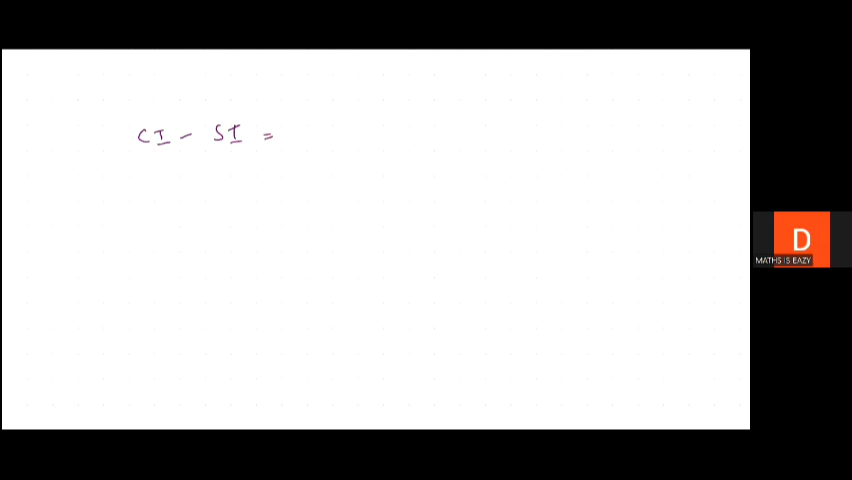 CI - SI =
D
MATHS IS EAZY